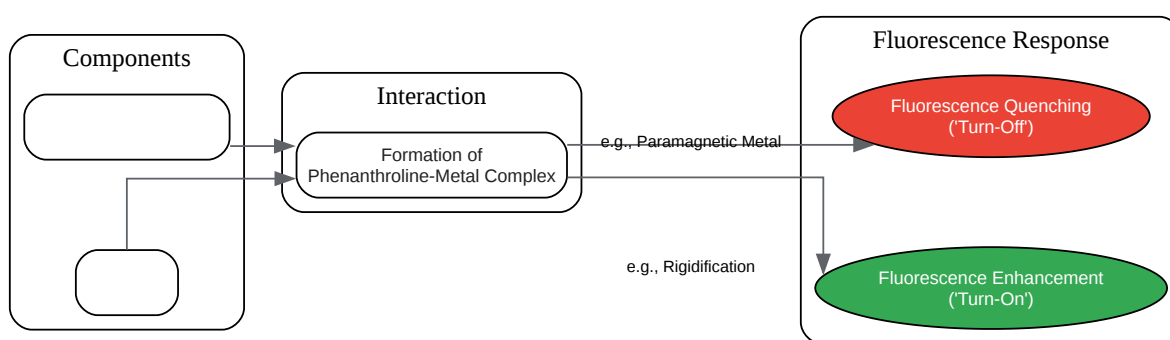 Components
Interaction
Formation of
Phenanthroline-Metal Complex
e.g., Paramagnetic Metal
e.g., Rigidification
Fluorescence Response
Fluorescence Quenching
('Turn-Off')
Fluorescence Enhancement
('Turn-On')